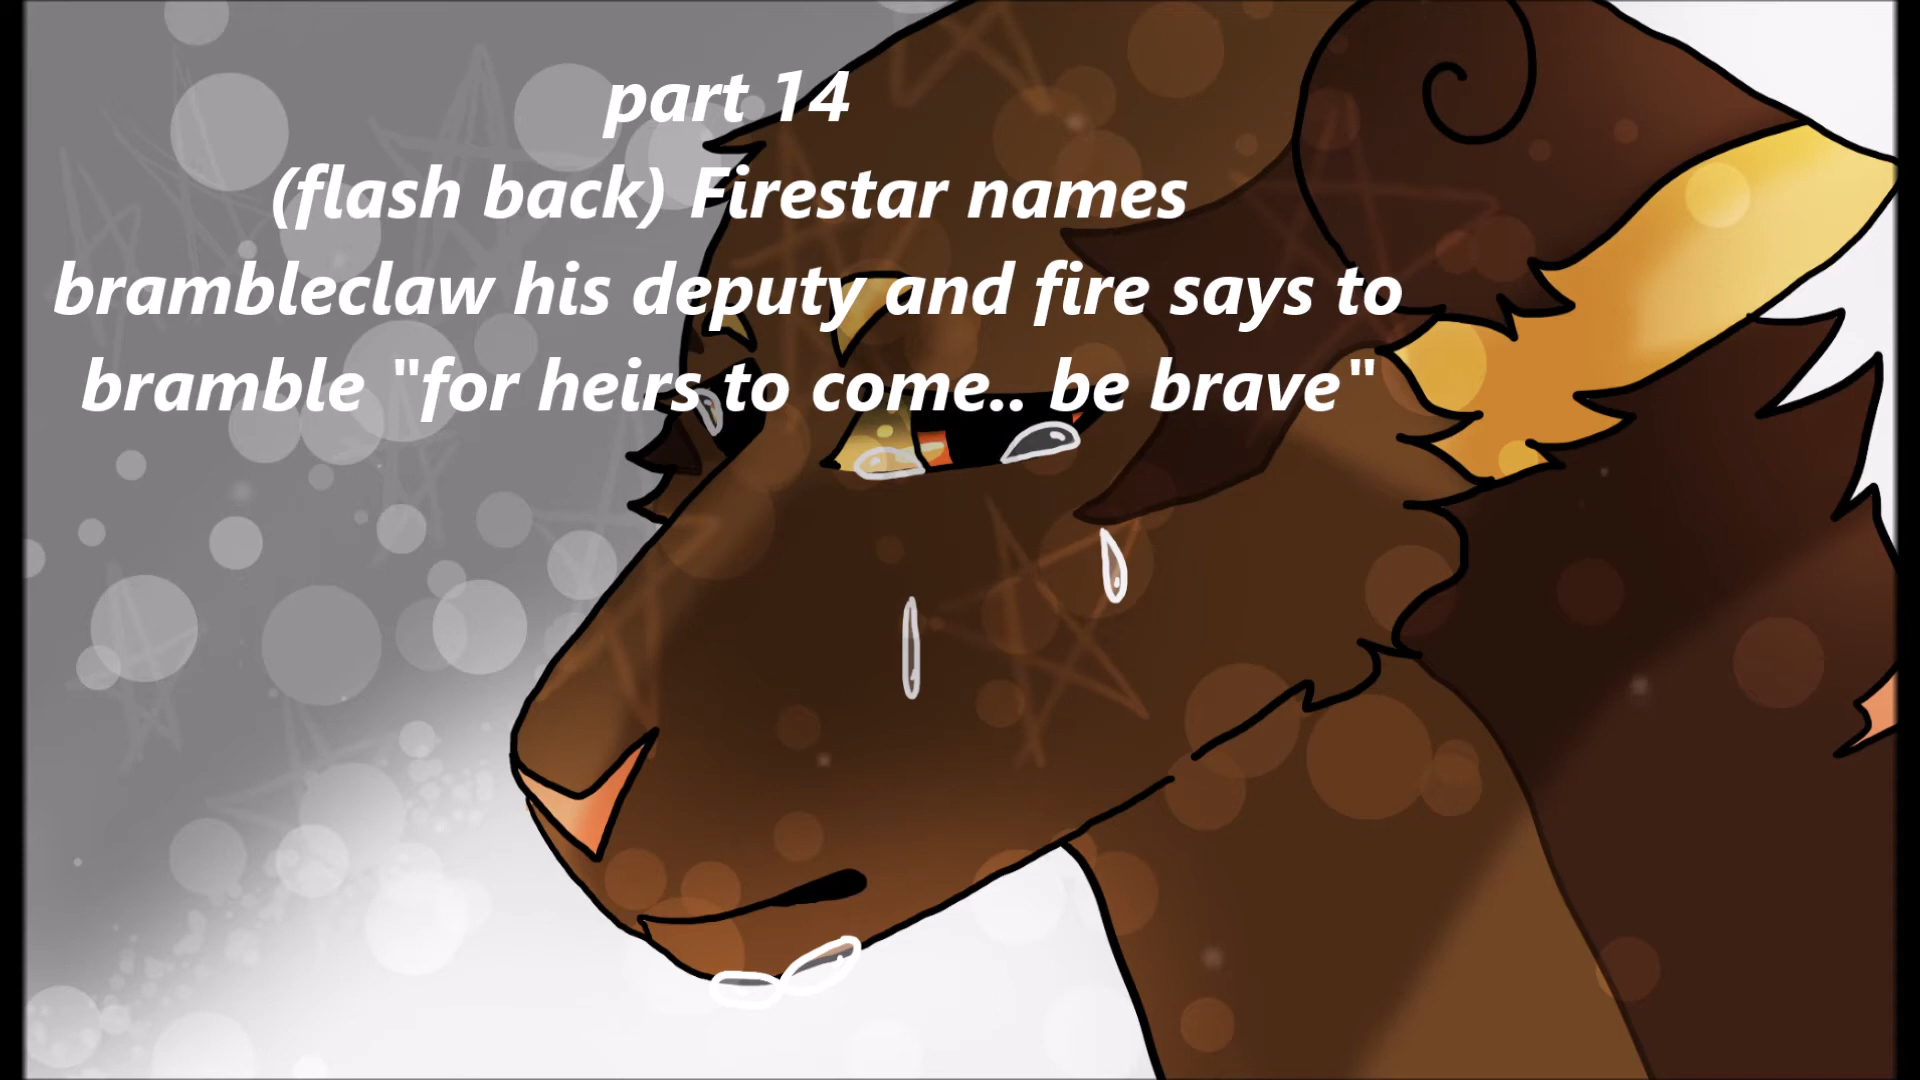 part 14
(flash back) Firestar names
brambleclaw his deputy and fire says to
bramble "for heirs to come.. be brave"